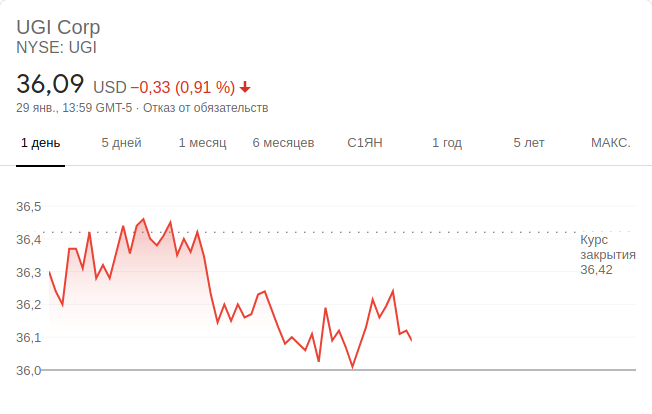 UGI Corp
NYSE: UGI
36,09 USD −0,33 (0,91 %)
29 янв., 13:59 GMT-5 · Отказ от обязательств
1 день 5 дней 1 месяц 6 месяцев С1ЯН 1 год 5 лет МАКС.
36,5
36,4
Курс
закрытия
36,42
36,3
36,2
36,1
36,0